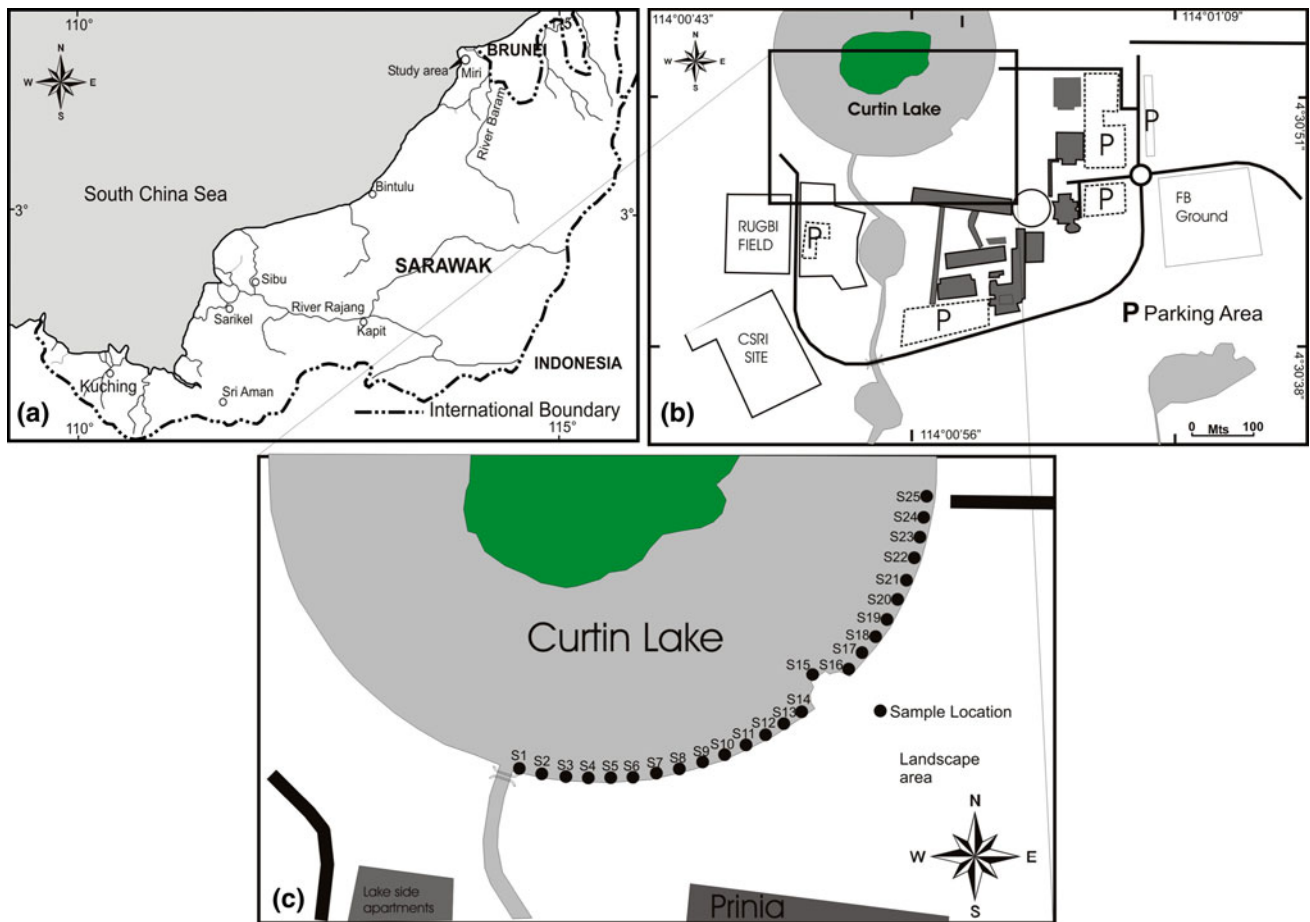 110°
115
BRUNEI
Study area
Miri
N
W E
S
River Baram
South China Sea
Bintulu
3° 3°
SARAWAK
Sibu
River Rajang
Sarikel
Kapit
INDONESIA
Kuching
Sri Aman
(a)
International Boundary
110° 115°
114°00'43" 114°01'09"
N
W E
S
Curtin Lake
4°30'51"
P
P
P
RUGBI
FIELD
P
FB
Ground
P
P Parking Area
CSRI
SITE
4°30'38"
(b)
114°00'56"
0 Mts 100
S25
S24
S23
S22
S21
S20
S19
S18
S17
S16
S15
Curtin Lake
S14
S13
S12
S11
S10
S9
S8
S7
S6
S5
S4
S3
S2
S1
Sample Location
Landscape
area
N
W E
S
(c)
Lake side
apartments
Prinia